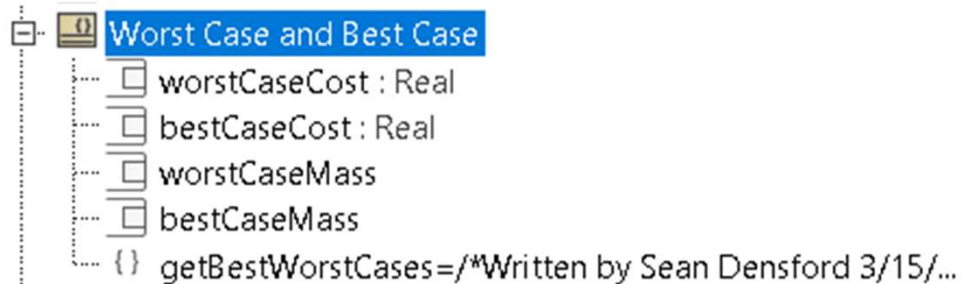 Worst Case and Best Case
worstCaseCost : Real
bestCaseCost : Real
worstCaseMass
bestCaseMass
{} getBestWorstCases=/*Written by Sean Densford 3/15/...